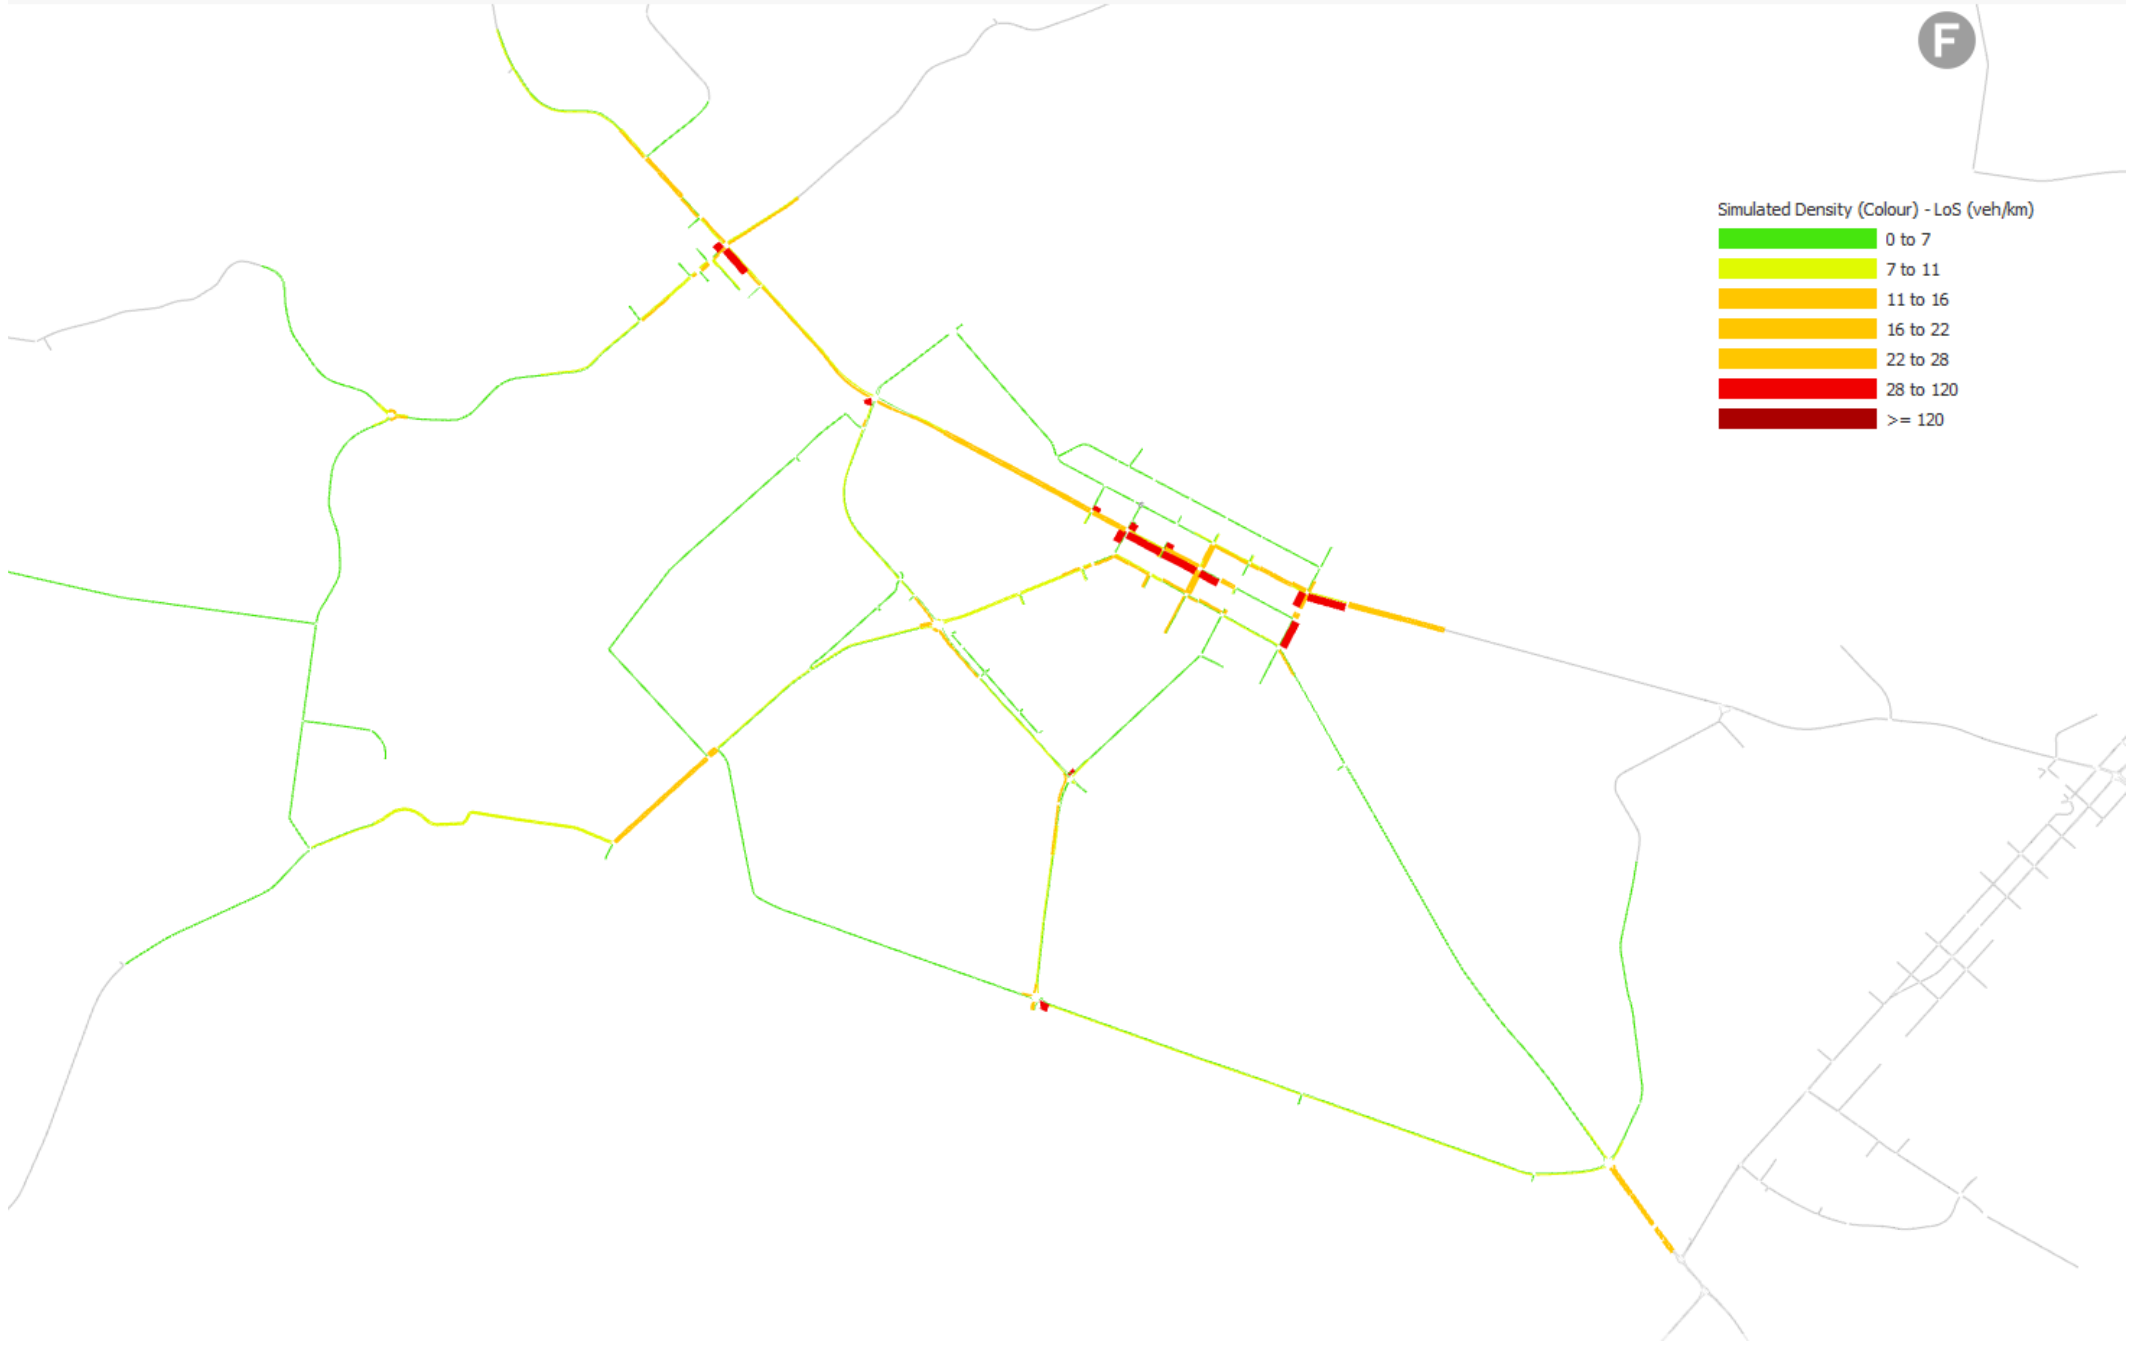 F
Simulated Density (Colour) - LoS (veh/km)
0 to 7
7 to 11
11 to 16
16 to 22
22 to 28
28 to 120
>= 120